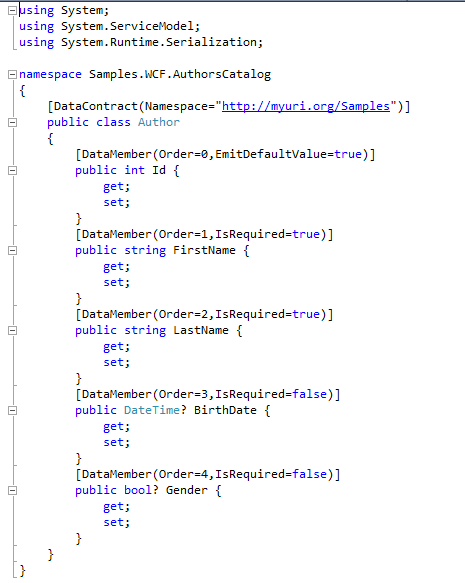 using System;
using System.ServiceModel;
using System.Runtime.Serialization;
namespace Samples.WCF.AuthorsCatalog
{
    [DataContract(Namespace="http://myuri.org/Samples")]
    public class Author
    {
        [DataMember(Order=0,EmitDefaultValue=true)]
        public int Id {
            get;
            set;
        }
        [DataMember(Order=1,IsRequired=true)]
        public string FirstName {
            get;
            set;
        }
        [DataMember(Order=2,IsRequired=true)]
        public string LastName {
            get;
            set;
        }
        [DataMember(Order=3,IsRequired=false)]
        public DateTime? BirthDate {
            get;
            set;
        }
        [DataMember(Order=4,IsRequired=false)]
        public bool? Gender {
            get;
            set;
        }
    }
}